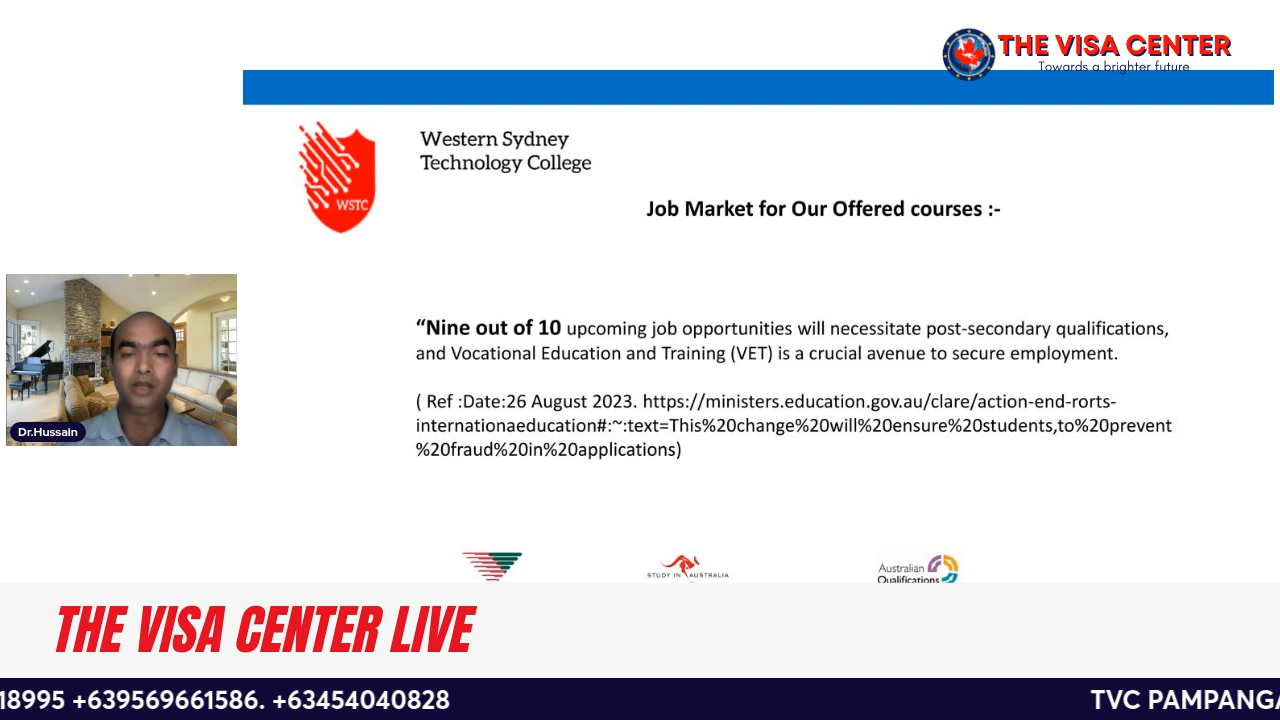 THE VISA CENTER
Towards a brighter future
Western Sydney
Technology College
WSTC
Job Market for Our Offered courses :-
“Nine out of 10 upcoming job opportunities will necessitate post-secondary qualifications,
and Vocational Education and Training (VET) is a crucial avenue to secure employment.
( Ref :Date:26 August 2023. https://ministers.education.gov.au/clare/action-end-rorts-
internationaeducation#:~:text=This%20change%20will%20ensure%20students,to%20prevent
%20fraud%20in%20applications)
Dr.Hussain
STUDY IN AUSTRALIA
Australian
Qualifications
THE VISA CENTER LIVE
18995 +639569661586. +63454040828
TVC PAMPANGA